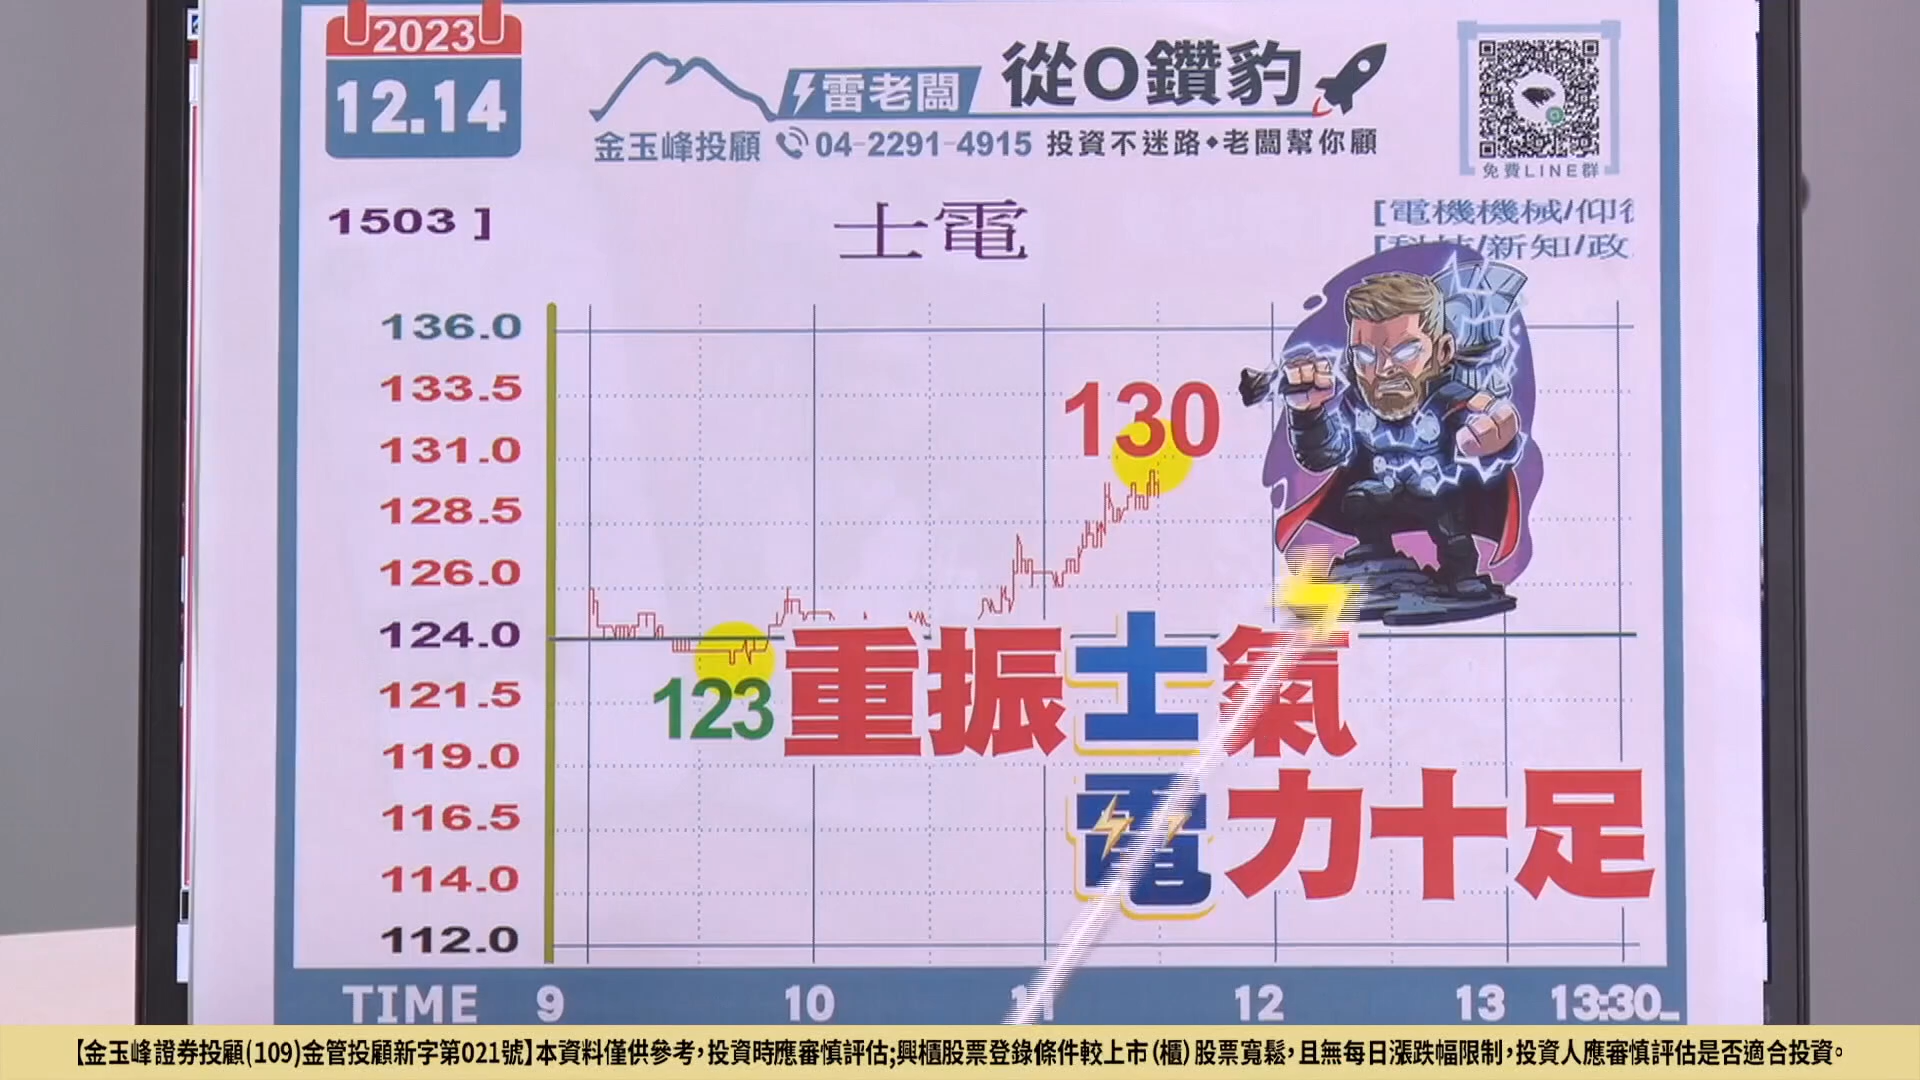 2023
12.14
雷老闆 從O鑽豹
金玉峰投顧 04-2291-4915 投資不迷路◆老闆幫你顧
免費LINE群
1503 ]
士電
[電機機械/仰
/新知/政
136.0
133.5
131.0
128.5
126.0
124.0
121.5
119.0
116.5
114.0
112.0
130
123
重振士氣
電力十足
TIME 9 10 11 12 13 13:30
【金玉峰證券投顧(109)金管投顧新字第021號】本資料僅供參考,投資時應審慎評估;興櫃股票登錄條件較上市(櫃)股票寬鬆,且無每日漲跌幅限制,投資人應審慎評估是否適合投資。